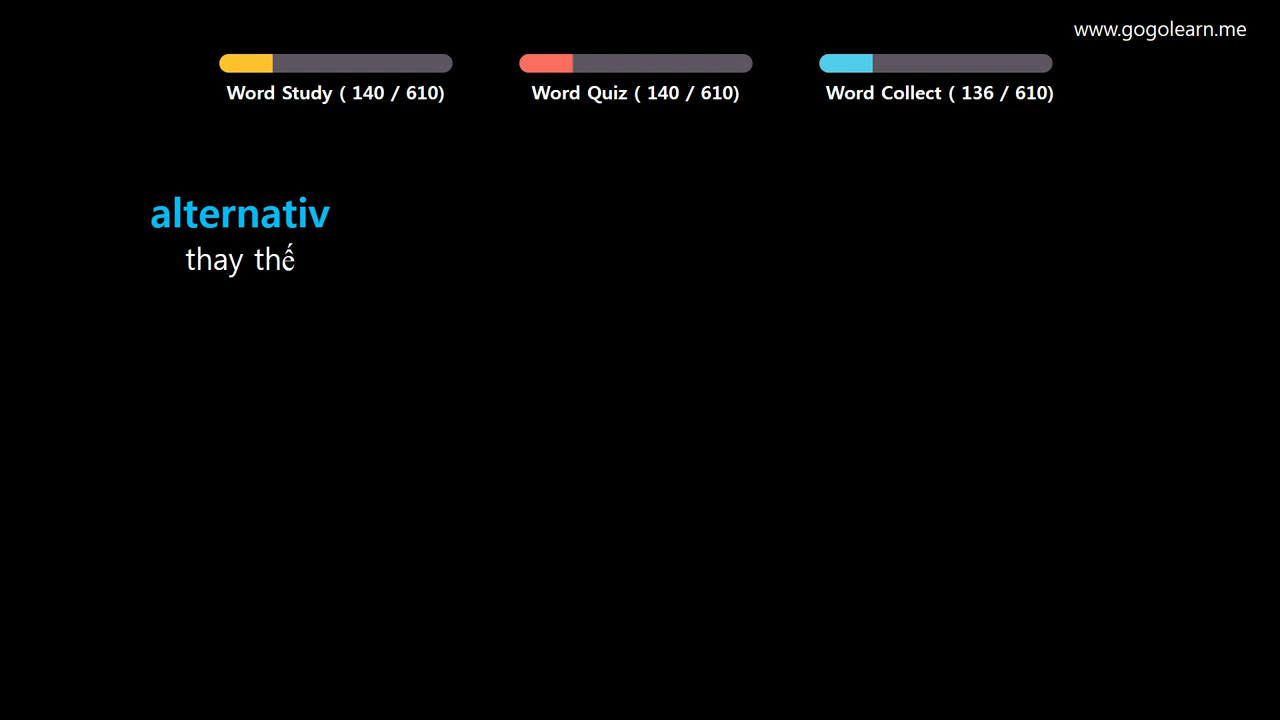 www.gogolearn.me
Word Study ( 140 / 610)
Word Quiz ( 140 / 610)
Word Collect ( 136 / 610)
alternativ
thay thế